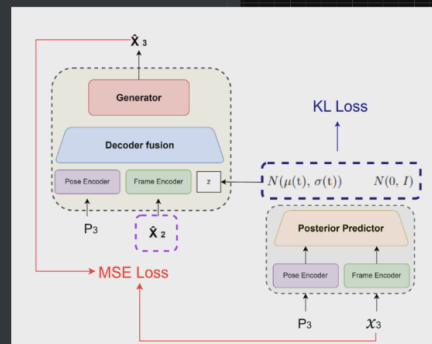 X̂ 3
Generator
KL Loss
Decoder fusion
Pose Encoder
Frame Encoder
z
N(μ(t), σ(t))
N(0, I)
P3
X̂ 2
Posterior Predictor
MSE Loss
Pose Encoder
Frame Encoder
P3
x3